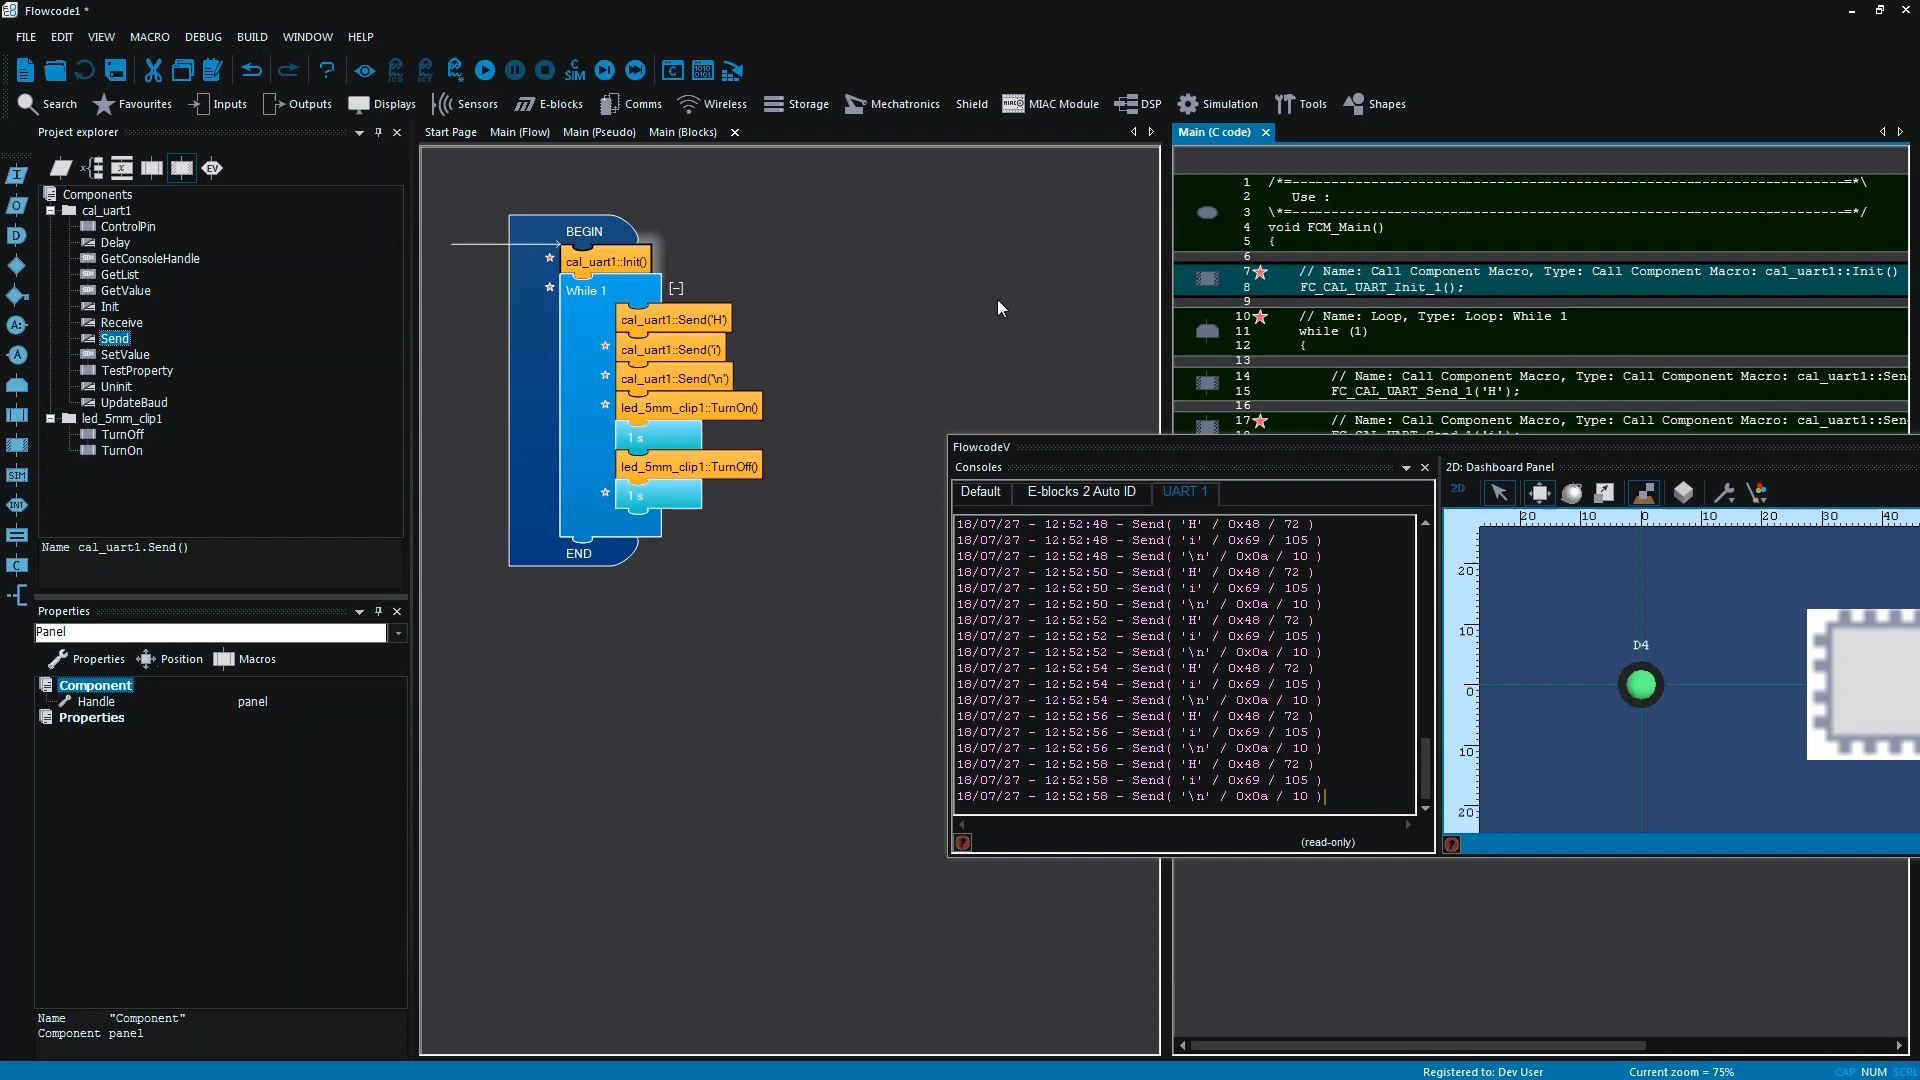 Flowcode1 *
FILE EDIT VIEW MACRO DEBUG BUILD WINDOW HELP
C SIM
Search Favourites Inputs Outputs Displays Sensors E-blocks Comms Wireless Storage Mechatronics Shield MIAC MIAC Module DSP Simulation Tools Shapes
Project explorer
Start Page Main (Flow) Main (Pseudo) Main (Blocks)
Main (C code)
Components
cal_uart1
ControlPin
Delay
GetConsoleHandle
GetList
GetValue
Init
Receive
Send
SetValue
TestProperty
Uninit
UpdateBaud
led_5mm_clip1
TurnOff
TurnOn
Name cal_uart1.Send()
Properties
Panel
Properties Position Macros
Component
Handle panel
Properties
Name "Component"
Component panel
BEGIN
cal_uart1::Init()
While 1
cal_uart1::Send('H')
cal_uart1::Send('i')
cal_uart1::Send('\n')
led_5mm_clip1::TurnOn()
1 s
led_5mm_clip1::TurnOff()
1 s
END
1 /*=----------------------------------------------------------------------=*\
2 Use :
3 \*=----------------------------------------------------------------------=*/
4 void FCM_Main()
5 {
6
7 // Name: Call Component Macro, Type: Call Component Macro: cal_uart1::Init()
8 FC_CAL_UART_Init_1();
9
10 // Loop, Type: Loop: While 1
11 while (1)
12 {
13
14 // Name: Call Component Macro, Type: Call Component Macro: cal_uart1::Sen
15 FC_CAL_UART_Send_1('H');
16
17 // Name: Call Component Macro, Type: Call Component Macro: cal_uart1::Sen
FlowcodeV
Consoles
Default E-blocks 2 Auto ID UART 1
18/07/27 - 12:52:48 - Send( 'H' / 0x48 / 72 )
18/07/27 - 12:52:48 - Send( 'i' / 0x69 / 105 )
18/07/27 - 12:52:48 - Send( '\n' / 0x0a / 10 )
18/07/27 - 12:52:50 - Send( 'H' / 0x48 / 72 )
18/07/27 - 12:52:50 - Send( 'i' / 0x69 / 105 )
18/07/27 - 12:52:50 - Send( '\n' / 0x0a / 10 )
18/07/27 - 12:52:52 - Send( 'H' / 0x48 / 72 )
18/07/27 - 12:52:52 - Send( 'i' / 0x69 / 105 )
18/07/27 - 12:52:52 - Send( '\n' / 0x0a / 10 )
18/07/27 - 12:52:54 - Send( 'H' / 0x48 / 72 )
18/07/27 - 12:52:54 - Send( 'i' / 0x69 / 105 )
18/07/27 - 12:52:54 - Send( '\n' / 0x0a / 10 )
18/07/27 - 12:52:56 - Send( 'H' / 0x48 / 72 )
18/07/27 - 12:52:56 - Send( 'i' / 0x69 / 105 )
18/07/27 - 12:52:56 - Send( '\n' / 0x0a / 10 )
18/07/27 - 12:52:58 - Send( 'H' / 0x48 / 72 )
18/07/27 - 12:52:58 - Send( 'i' / 0x69 / 105 )
18/07/27 - 12:52:58 - Send( '\n' / 0x0a / 10 )
(read-only)
2D: Dashboard Panel
2D
20 10 0 10 20 30 40
20
10
0
10
20
D4
Registered to: Dev User Current zoom = 75% CAP NUM SCRL